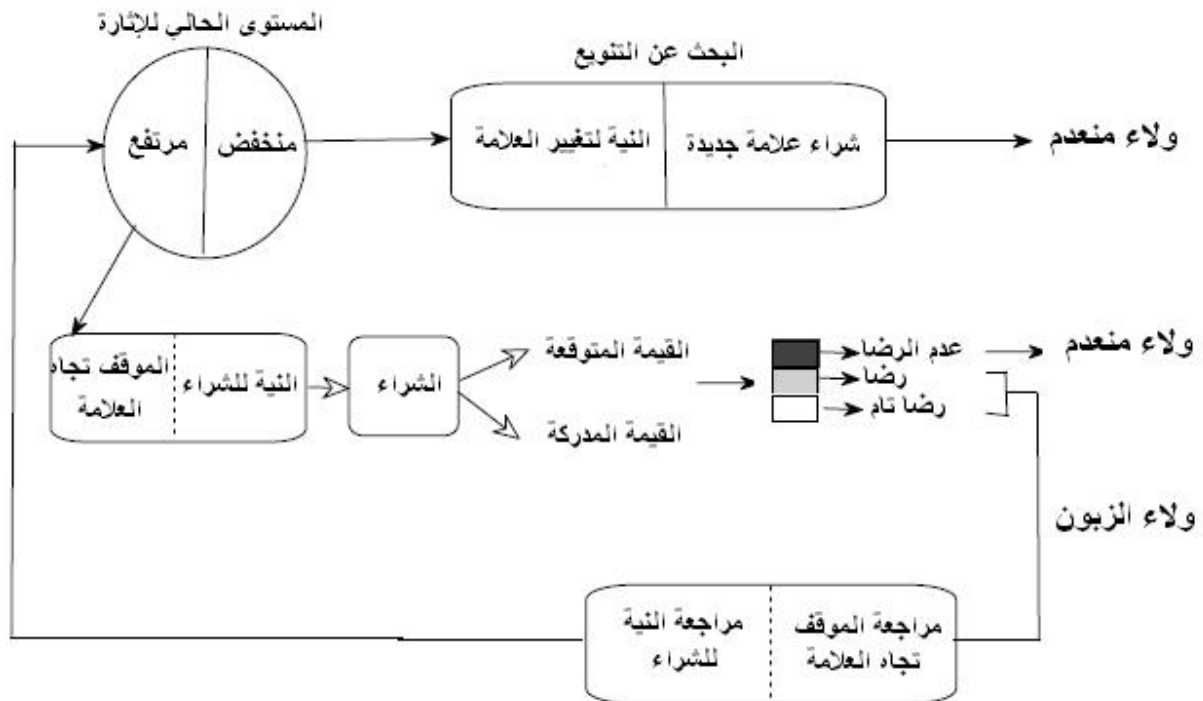 المستوى الحالي للإثارة
البحث عن التنويع
مرتفع
منخفض
النية لتغيير العلامة
شراء علامة جديدة
ولاء منعدم
الموقف تجاه
العلامة
النية للشراء
الشراء
القيمة المتوقعة
القيمة المدركة
عدم الرضا
رضا
رضا تام
ولاء منعدم
ولاء الزبون
مراجعة الموقف
تجاه العلامة
مراجعة النية
للشراء